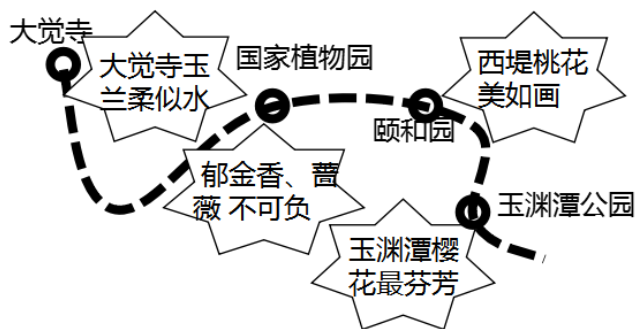 大觉寺
大觉寺玉
兰柔似水
国家植物园
西堤桃花
美如画
颐和园
郁金香、蔷
薇 不可负
玉渊潭公园
玉渊潭樱
花最芬芳